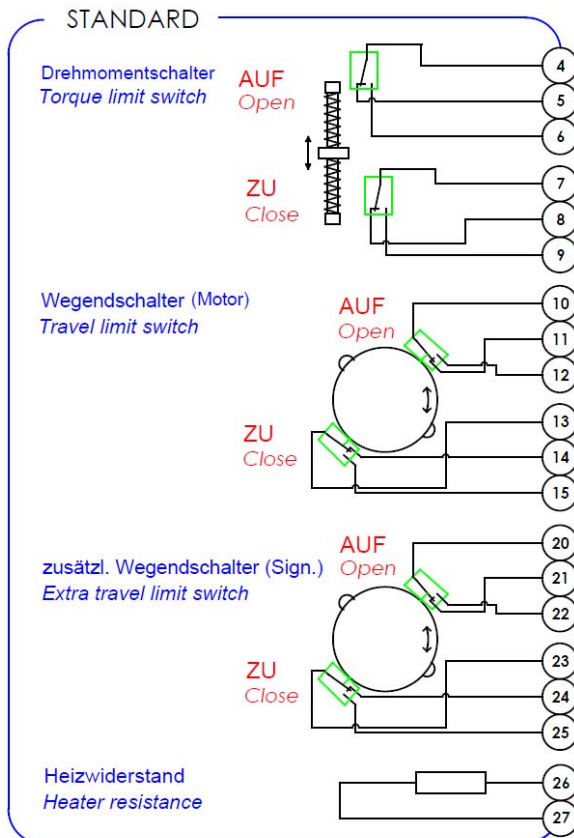 STANDARD
Drehmomentschalter
Torque limit switch
AUF
Open
4
5
6
ZU
Close
7
8
9
Wegendschalter (Motor)
Travel limit switch
AUF
Open
10
11
12
ZU
Close
13
14
15
zusätzl. Wegendschalter (Sign.)
Extra travel limit switch
AUF
Open
20
21
22
ZU
Close
23
24
25
Heizwiderstand
Heater resistance
26
27